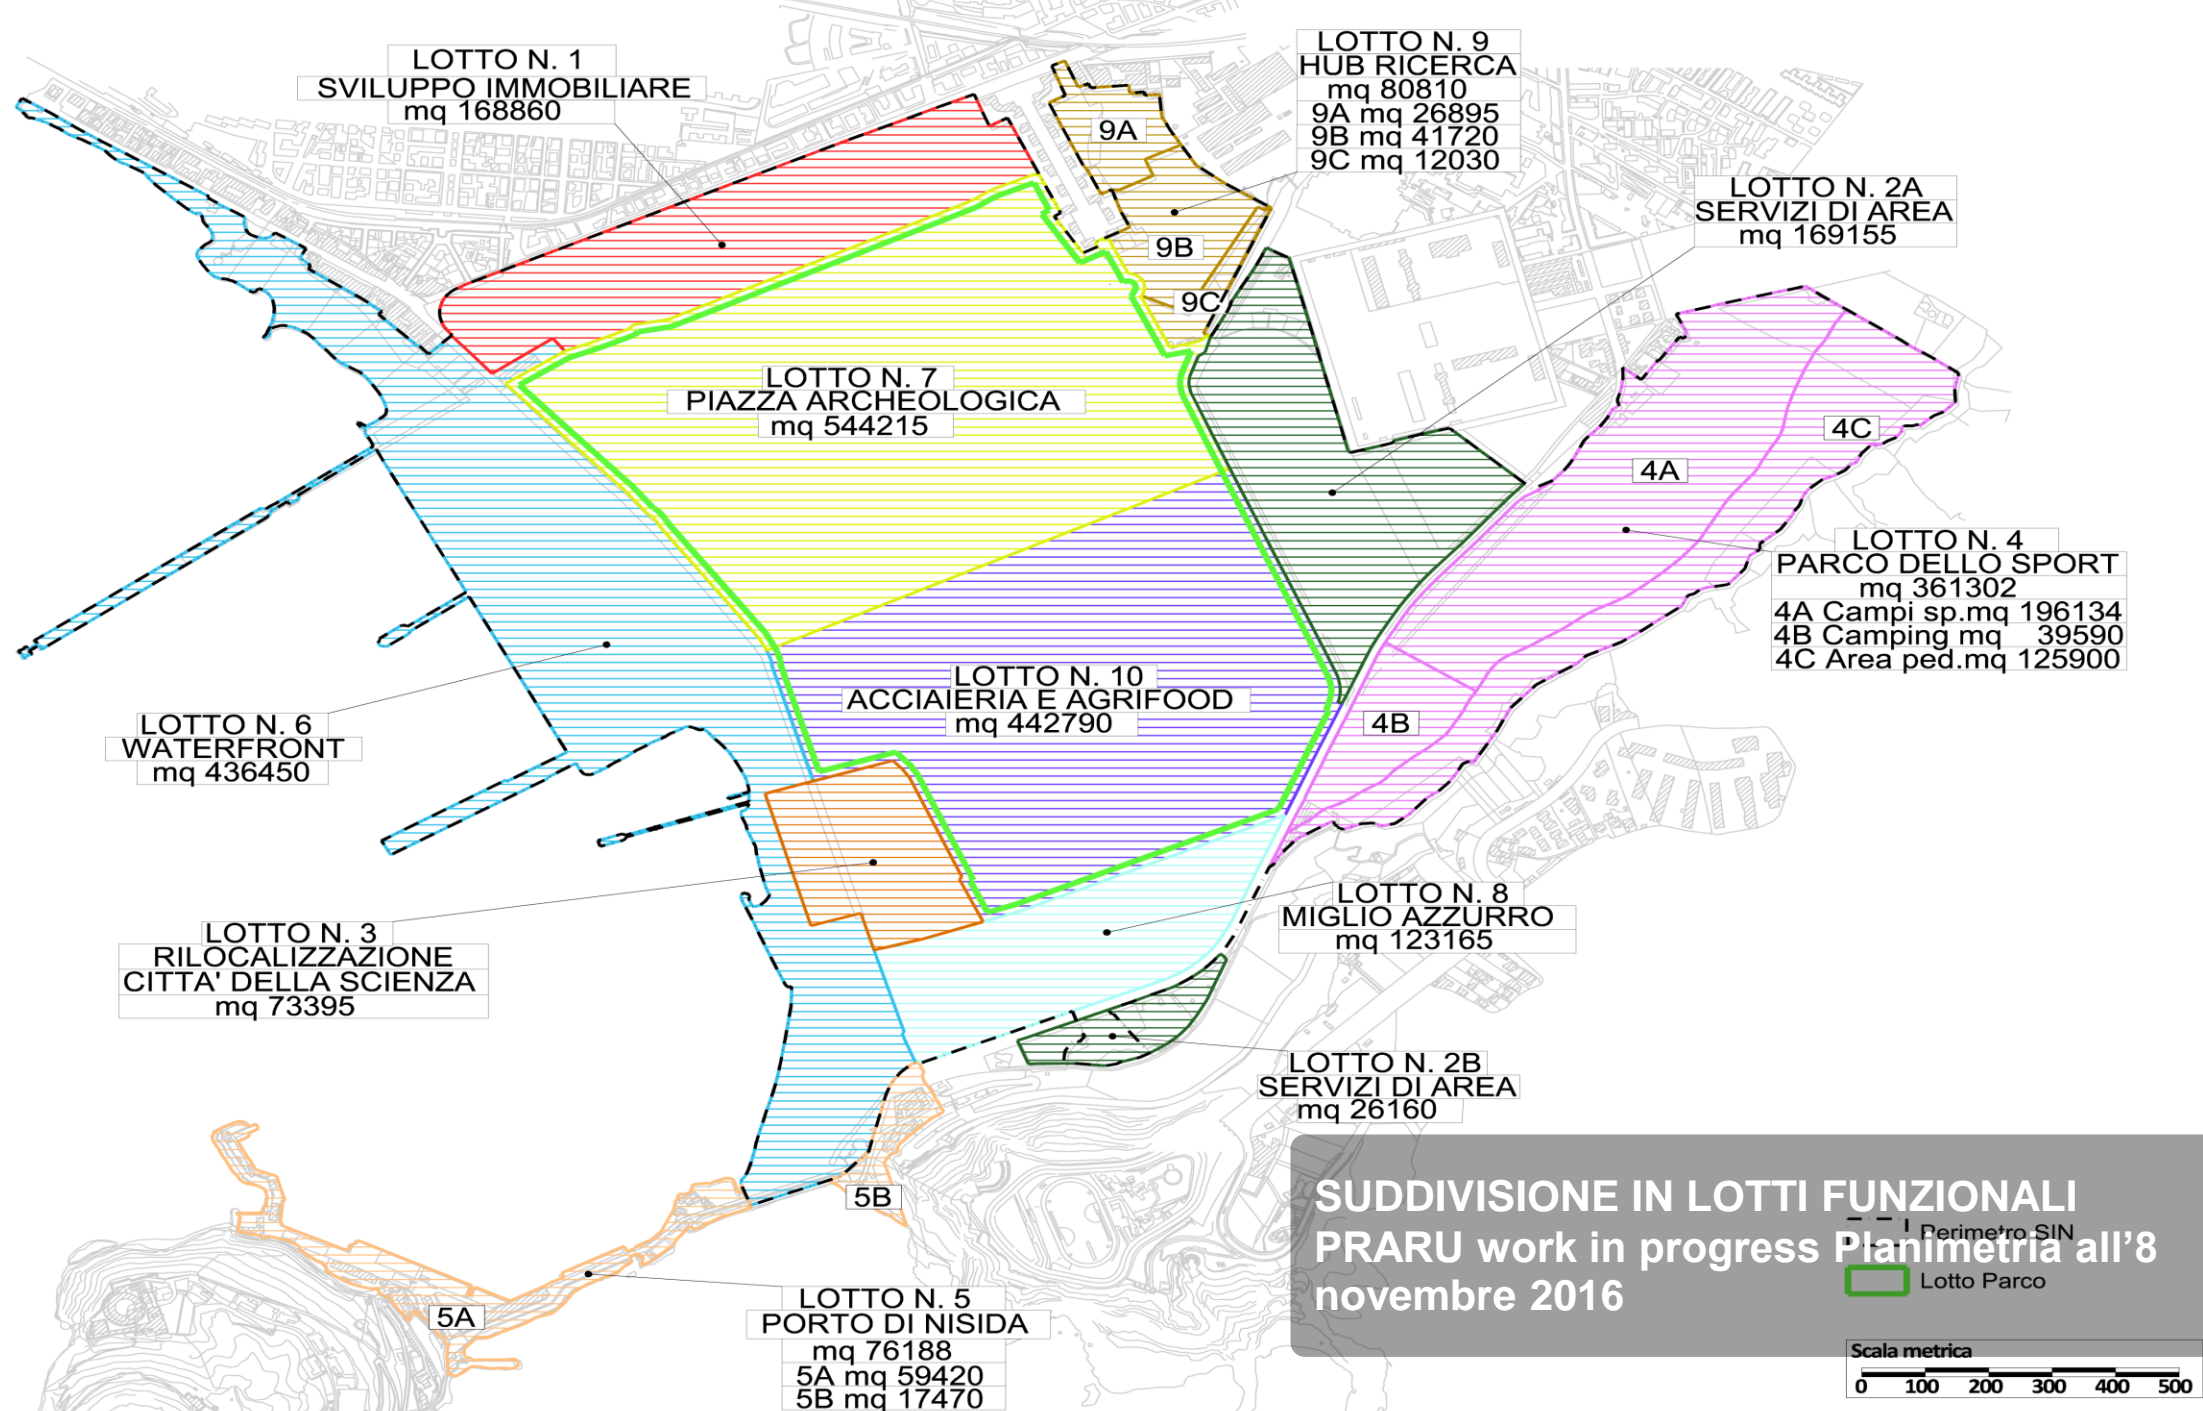 LOTTO N. 1
SVILUPPO IMMOBILIARE
mq 168860
LOTTO N. 9
HUB RICERCA
mq 80810
9A mq 26895
9B mq 41720
9C mq 12030
9A
9B
9C
LOTTO N. 2A
SERVIZI DI AREA
mq 169155
LOTTO N. 7
PIAZZA ARCHEOLOGICA
mq 544215
4C
4A
4B
LOTTO N. 4
PARCO DELLO SPORT
mq 361302
4A Campi sp.mq 196134
4B Camping mq 39590
4C Area ped.mq 125900
LOTTO N. 10
ACCIAIERIA E AGRIFOOD
mq 442790
LOTTO N. 6
WATERFRONT
mq 436450
LOTTO N. 8
MIGLIO AZZURRO
mq 123165
LOTTO N. 3
RILOCALIZZAZIONE
CITTA' DELLA SCIENZA
mq 73395
LOTTO N. 2B
SERVIZI DI AREA
mq 26160
5B
5A
LOTTO N. 5
PORTO DI NISIDA
mq 76188
5A mq 59420
5B mq 17470
SUDDIVISIONE IN LOTTI FUNZIONALI
PRARU work in progress Planimetria all'8
novembre 2016
Perimetro SIN
Lotto Parco
Scala metrica
0 100 200 300 400 500